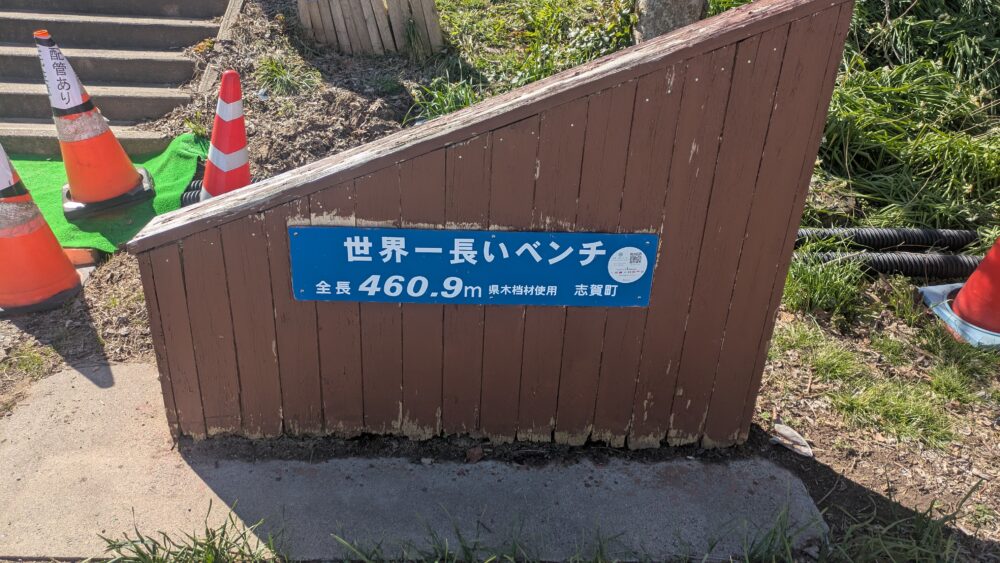 配管あり
世界一長いベンチ
全長 460.9m 県木档材使用 志賀町